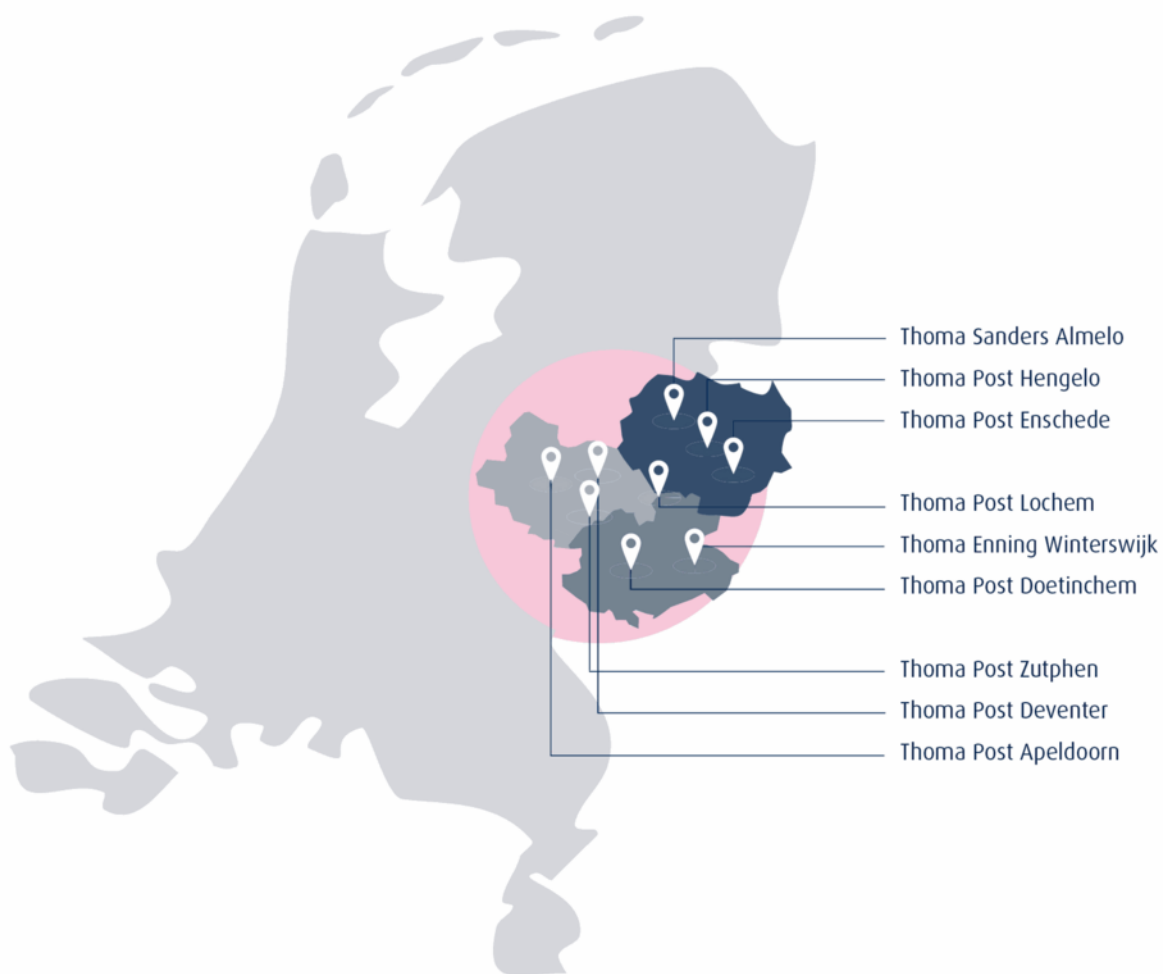 Thoma Sanders Almelo
Thoma Post Hengelo
Thoma Post Enschede
Thoma Post Lochem
Thoma Enning Winterswijk
Thoma Post Doetinchem
Thoma Post Zutphen
Thoma Post Deventer
Thoma Post Apeldoorn